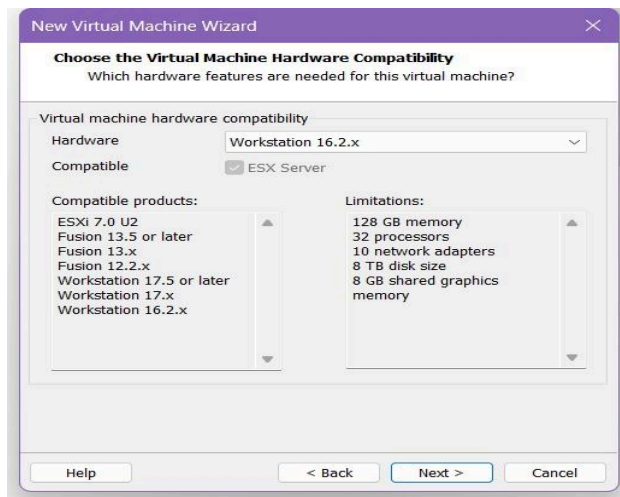 New Virtual Machine Wizard
Choose the Virtual Machine Hardware Compatibility
Which hardware features are needed for this virtual machine?
Virtual machine hardware compatibility
Hardware
Workstation 16.2.x
Compatible
ESX Server
Compatible products:
ESXi 7.0 U2
Fusion 13.5 or later
Fusion 13.x
Fusion 12.2.x
Workstation 17.5 or later
Workstation 17.x
Workstation 16.2.x
Limitations:
128 GB memory
32 processors
10 network adapters
8 TB disk size
8 GB shared graphics
memory
Help
< Back
Next >
Cancel